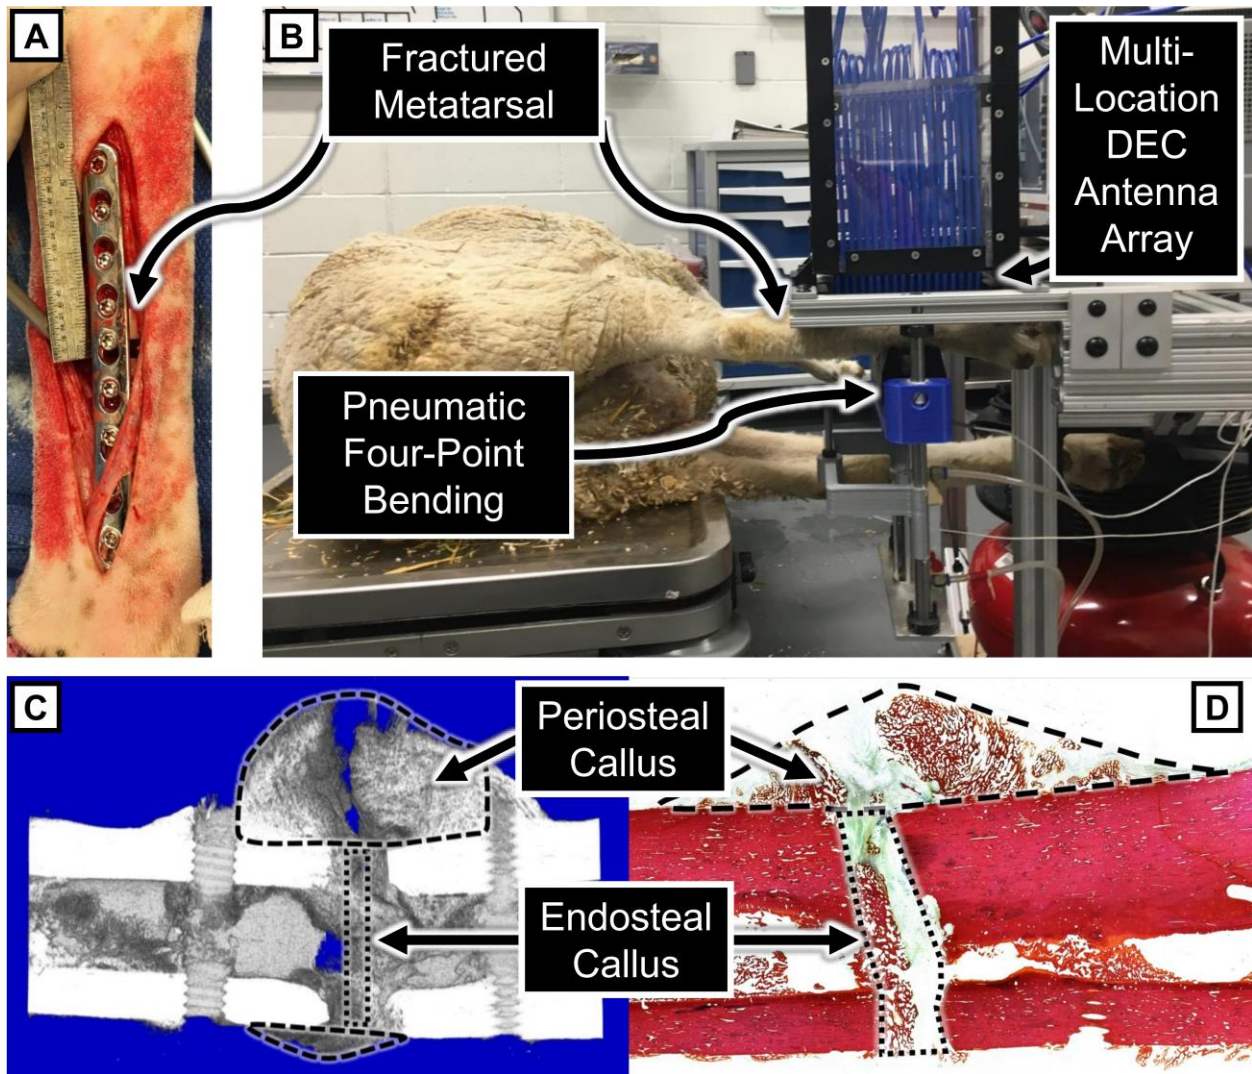 A
B
Fractured
Metatarsal
Multi-
Location
DEC
Antenna
Array
Pneumatic
Four-Point
Bending
C
Periosteal
Callus
D
Endosteal
Callus